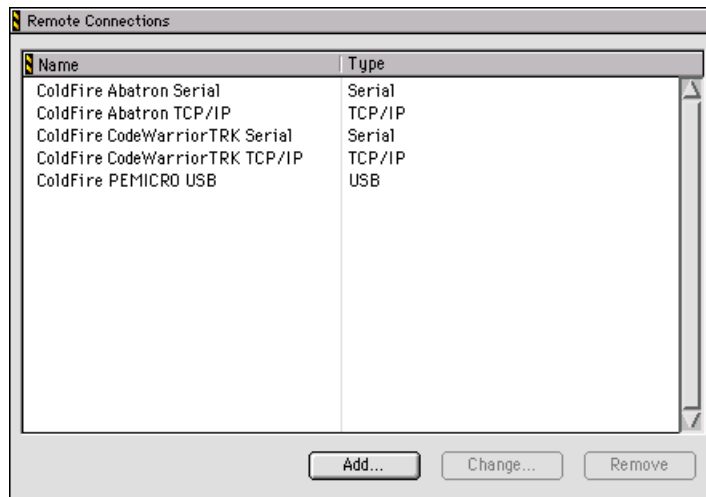 Remote Connections
Name Type
ColdFire Abatron Serial Serial
ColdFire Abatron TCP/IP TCP/IP
ColdFire CodeWarriorTRK Serial Serial
ColdFire CodeWarriorTRK TCP/IP TCP/IP
ColdFire PEMICRO USB USB
Add... Change... Remove